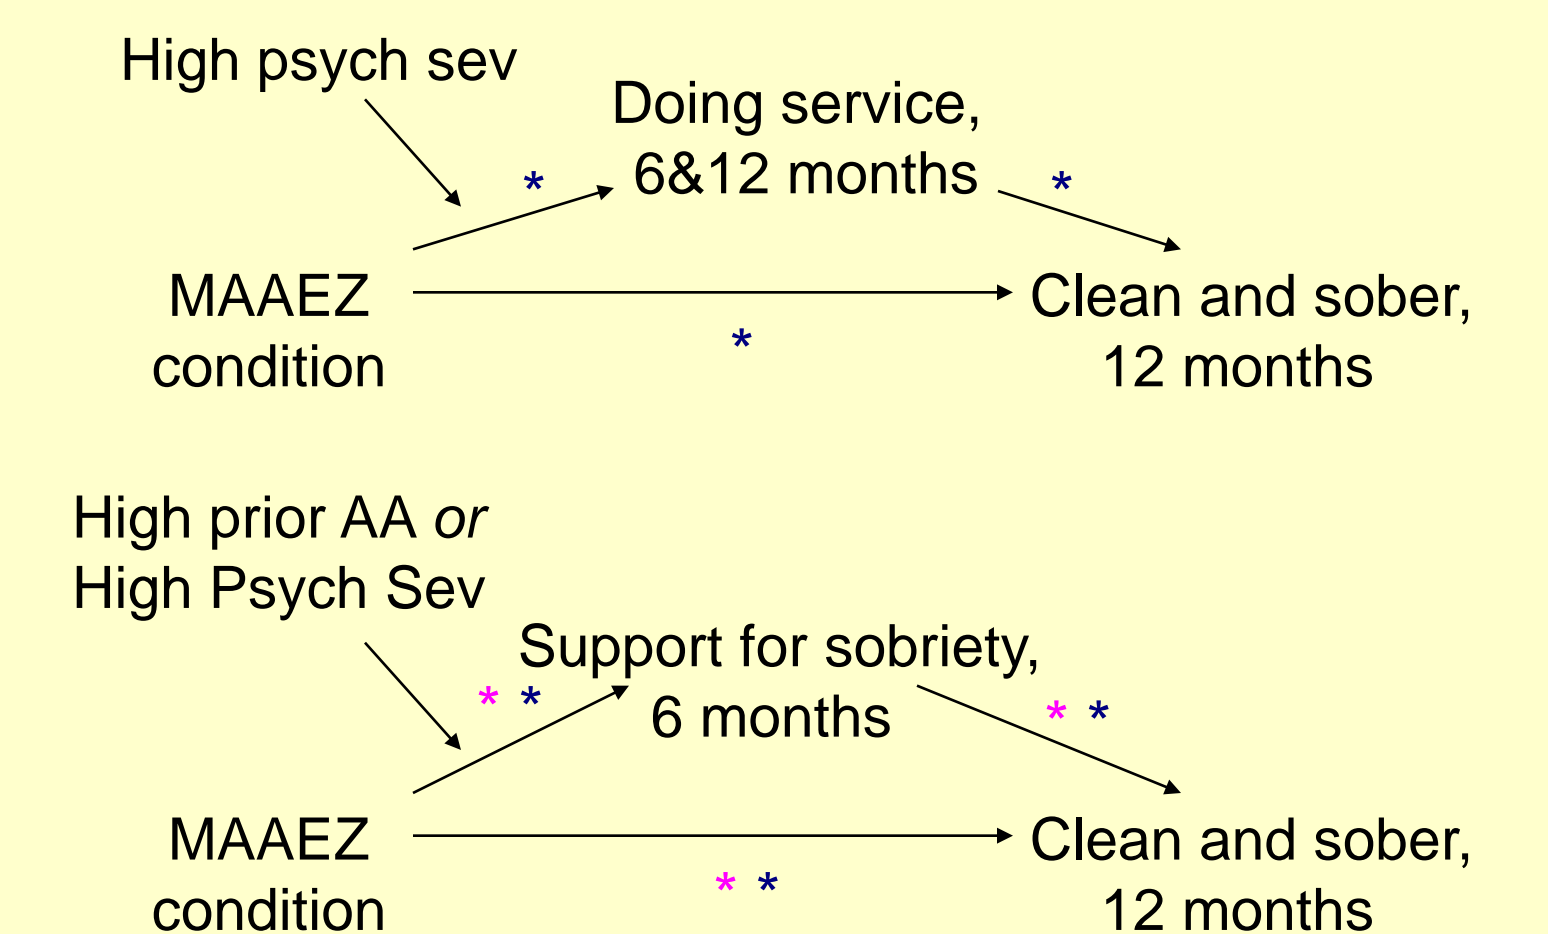 High psych sev
Doing service,
6&12 months
*
*
MAAEZ
condition
*
Clean and sober,
12 months
High prior AA or
High Psych Sev
Support for sobriety,
6 months
* *
* *
MAAEZ
condition
* *
Clean and sober,
12 months